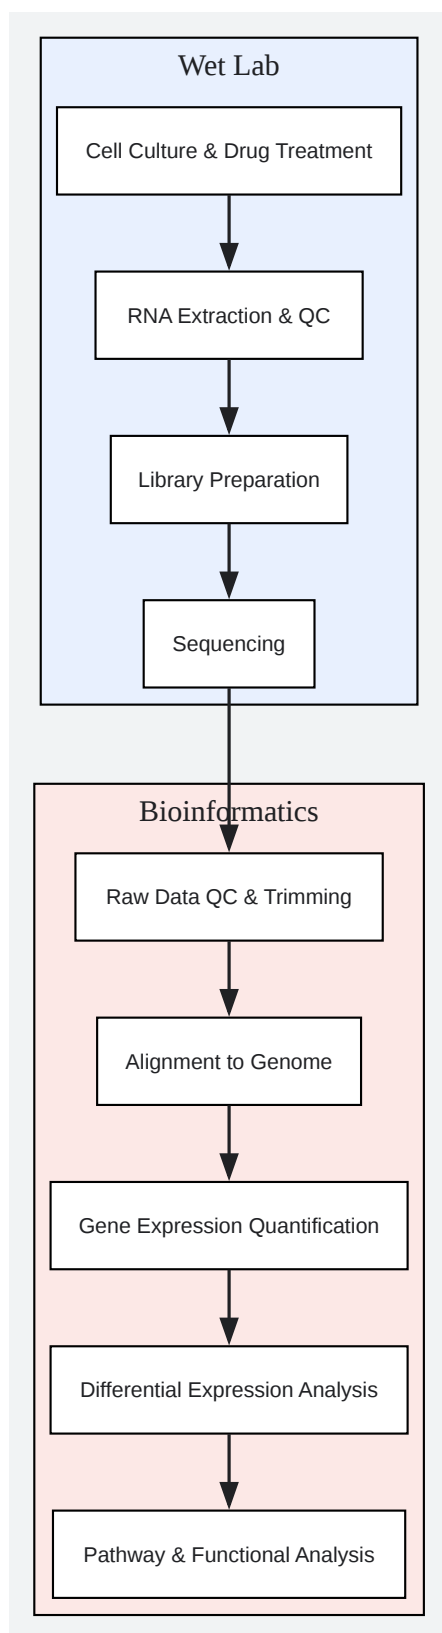 Wet Lab
Cell Culture & Drug Treatment
RNA Extraction & QC
Library Preparation
Sequencing
Bioinformatics
Raw Data QC & Trimming
Alignment to Genome
Gene Expression Quantification
Differential Expression Analysis
Pathway & Functional Analysis